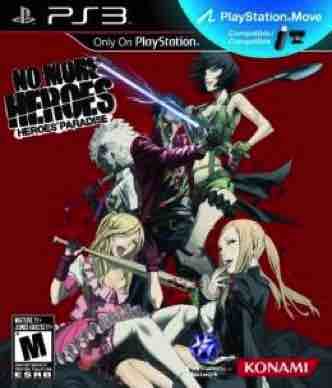 PS3
PlayStation®Move
Compatible/
Compatible
Only On PlayStation®
NO MORE
HEROES
HEROES' PARADISE
MATURE 17+
M
ESRB
KONAMI